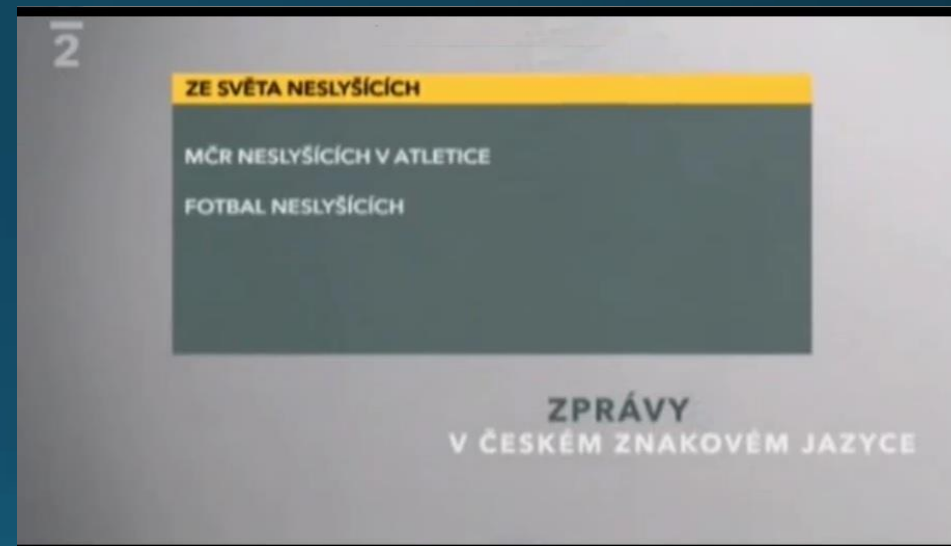 2
ZE SVĚTA NESLYŠÍCÍCH
MČR NESLYŠÍCÍCH V ATLETICE
FOTBAL NESLYŠÍCÍCH
ZPRÁVY
V ČESKÉM ZNAKOVÉM JAZYCE